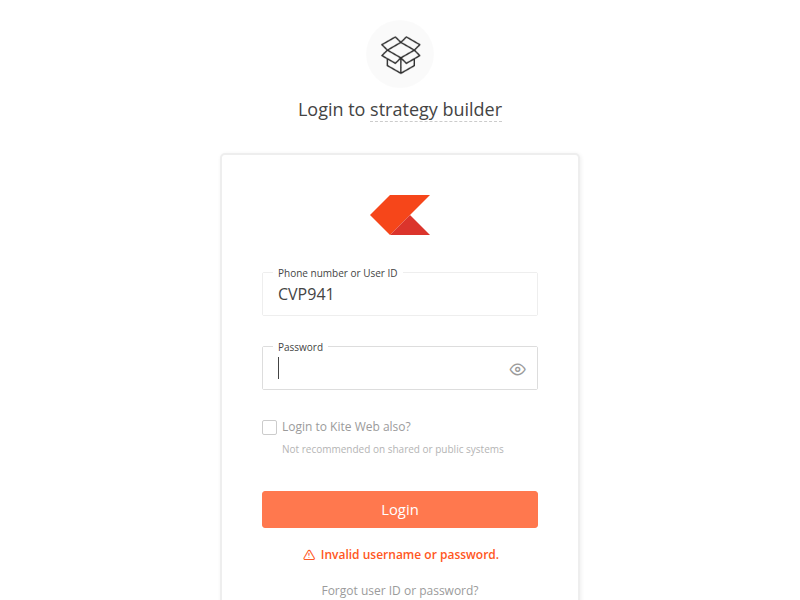 Login to strategy builder
Phone number or User ID
CVP941
Password
Login to Kite Web also?
Not recommended on shared or public systems
Login
Invalid username or password.
Forgot user ID or password?